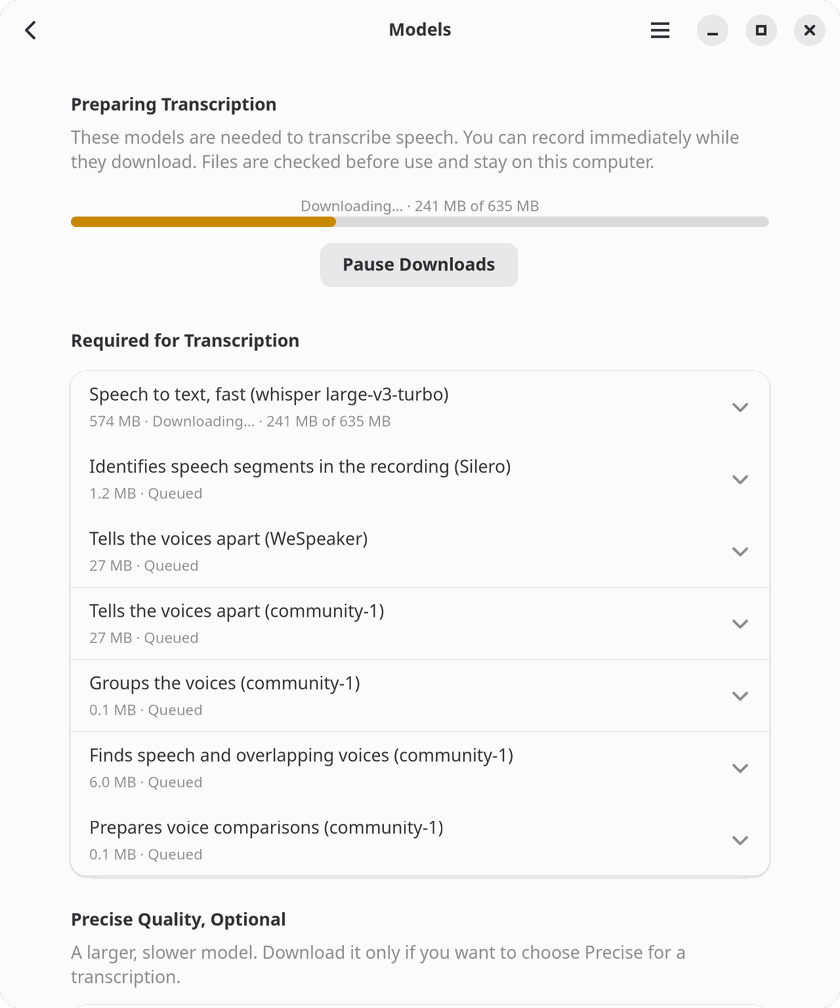 Models
Preparing Transcription
These models are needed to transcribe speech. You can record immediately while
they download. Files are checked before use and stay on this computer.
Downloading... · 241 MB of 635 MB
Pause Downloads
Required for Transcription
Speech to text, fast (whisper large-v3-turbo)
574 MB · Downloading... · 241 MB of 635 MB
Identifies speech segments in the recording (Silero)
1.2 MB · Queued
Tells the voices apart (WeSpeaker)
27 MB · Queued
Tells the voices apart (community-1)
27 MB · Queued
Groups the voices (community-1)
0.1 MB · Queued
Finds speech and overlapping voices (community-1)
6.0 MB · Queued
Prepares voice comparisons (community-1)
0.1 MB · Queued
Precise Quality, Optional
A larger, slower model. Download it only if you want to choose Precise for a
transcription.